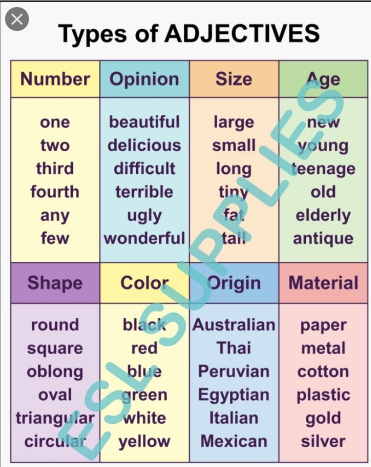 Types of ADJECTIVES
Number Opinion Size Age
one beautiful large new
two delicious small young
third difficult long teenage
fourth terrible tiny old
any ugly fat elderly
few wonderful tall antique
Shape Color Origin Material
round black Australian paper
square red Thai metal
oblong blue Peruvian cotton
oval green Egyptian plastic
triangular white Italian gold
circular yellow Mexican silver
ESL SUPPLIES